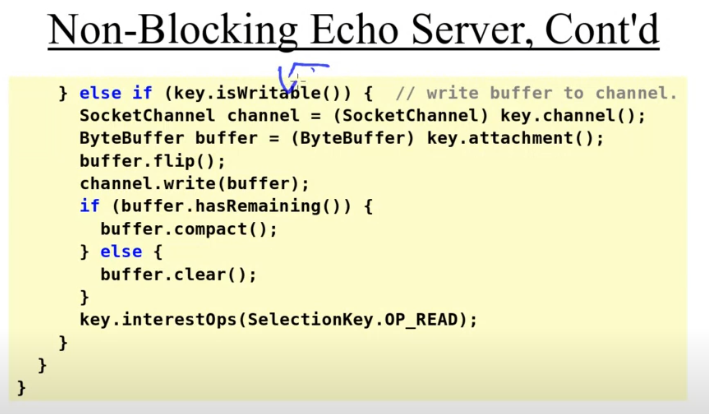 Non-Blocking Echo Server, Cont'd
} else if (key.isWritable()) {  // write buffer to channel.
SocketChannel channel = (SocketChannel) key.channel();
ByteBuffer buffer = (ByteBuffer) key.attachment();
buffer.flip();
channel.write(buffer);
if (buffer.hasRemaining()) {
buffer.compact();
} else {
buffer.clear();
}
key.interestOps(SelectionKey.OP_READ);
}
}
}